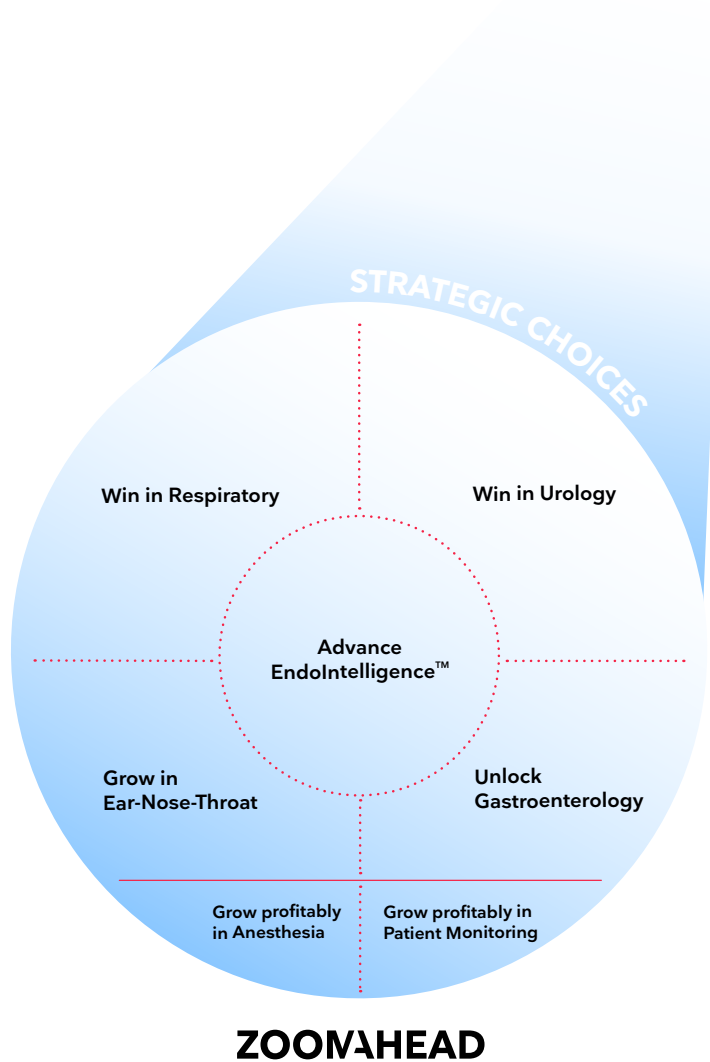 STRATEGIC CHOICES
Win in Respiratory
Win in Urology
Advance
EndoIntelligence™
Grow in
Ear-Nose-Throat
Unlock
Gastroenterology
Grow profitably
in Anesthesia
Grow profitably in
Patient Monitoring
ZOOMAHEAD